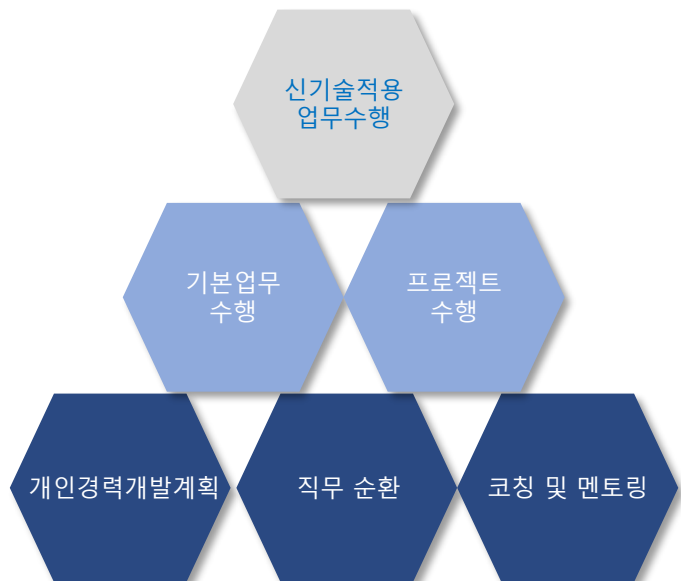 신기술적용
업무수행
기본업무
수행
프로젝트
수행
개인경력개발계획
직무 순환
코칭 및 멘토링